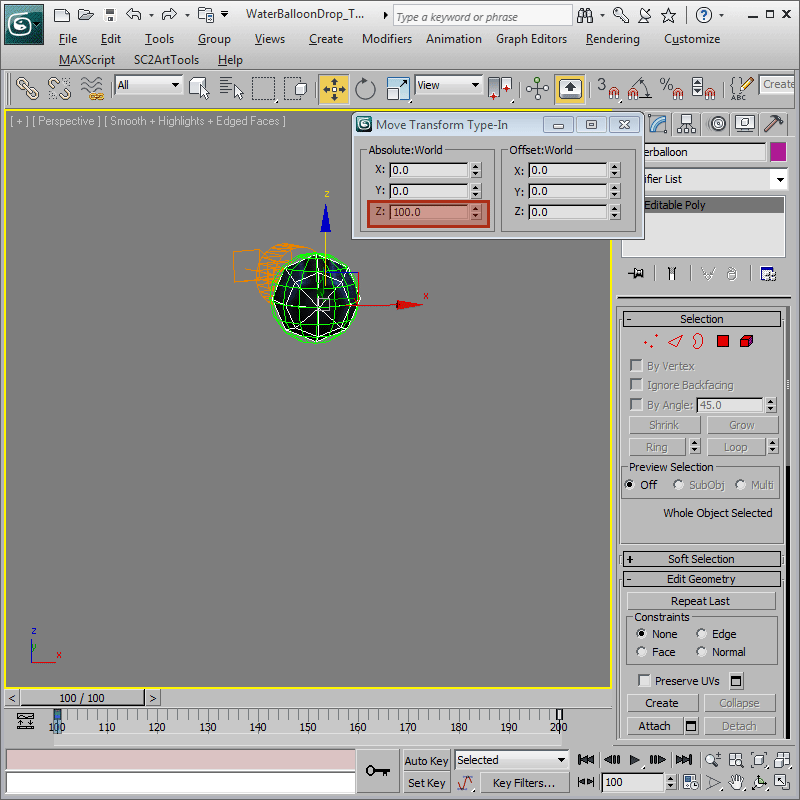 WaterBalloonDrop_T...
Type a keyword or phrase
File Edit Tools Group Views Create Modifiers Animation Graph Editors Rendering Customize
MAXScript SC2ArtTools Help
All
View
3
%
ABC
Create
[ + ] [ Perspective ] [ Smooth + Highlights + Edged Faces ]
Move Transform Type-In
Absolute:World
X: 0.0
Y: 0.0
Z: 100.0
Offset:World
X: 0.0
Y: 0.0
Z: 0.0
erballoon
ifier List
Editable Poly
z
x
Selection
By Vertex
Ignore Backfacing
By Angle: 45.0
Shrink Grow
Ring Loop
Preview Selection
Off SubObj Multi
Whole Object Selected
+ Soft Selection
- Edit Geometry
Repeat Last
Constraints
None Edge
Face Normal
Preserve UVs
Create Collapse
Attach Detach
z
y
x
< 100 / 100 >
100 110 120 130 140 150 160 170 180 190 200
Auto Key Selected
Set Key Key Filters...
100